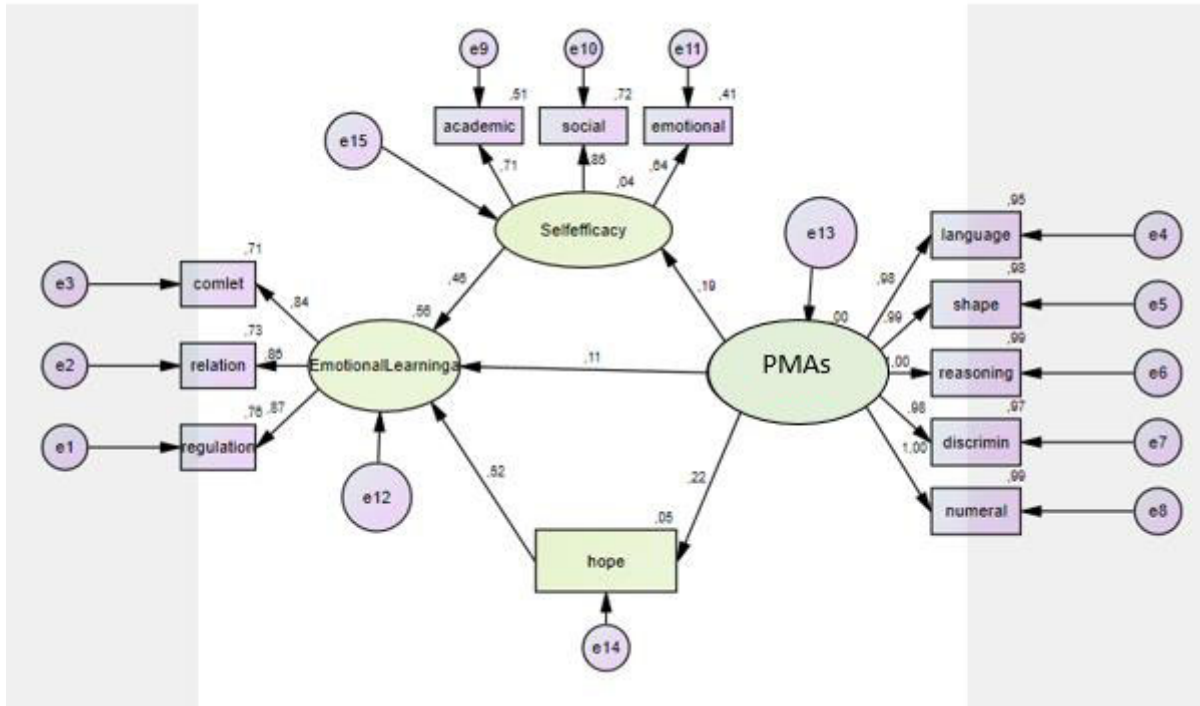 e9
e10
e11
,51
,72
,41
academic
social
emotional
e15
,71
,85
,64
,04
Selfefficacy
e13
,95
language
e4
,71
e3
comlet
,84
,46
,19
,98
,98
shape
e5
,56
,00
,99
,73
e2
relation
,85
EmotionalLearninga
,11
PMAs
,99
1,00
reasoning
e6
,76
,87
e1
regulation
,97
,98
discrimin
e7
1,00
e12
,52
,22
,99
numeral
e8
,05
hope
e14